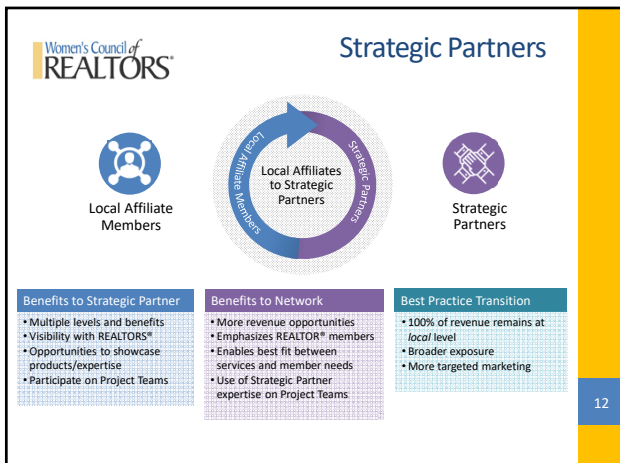 Women's Council of
REALTORS®
Strategic Partners
Local Affiliate
Members
Local Affiliate Members
Strategic Partners
Local Affiliates
to Strategic
Partners
Strategic
Partners
Benefits to Strategic Partner
• Multiple levels and benefits
• Visibility with REALTORS®
• Opportunities to showcase
products/expertise
• Participate on Project Teams
Benefits to Network
• More revenue opportunities
• Emphasizes REALTOR® members
• Enables best fit between
services and member needs
• Use of Strategic Partner
expertise on Project Teams
Best Practice Transition
• 100% of revenue remains at
local level
• Broader exposure
• More targeted marketing
12